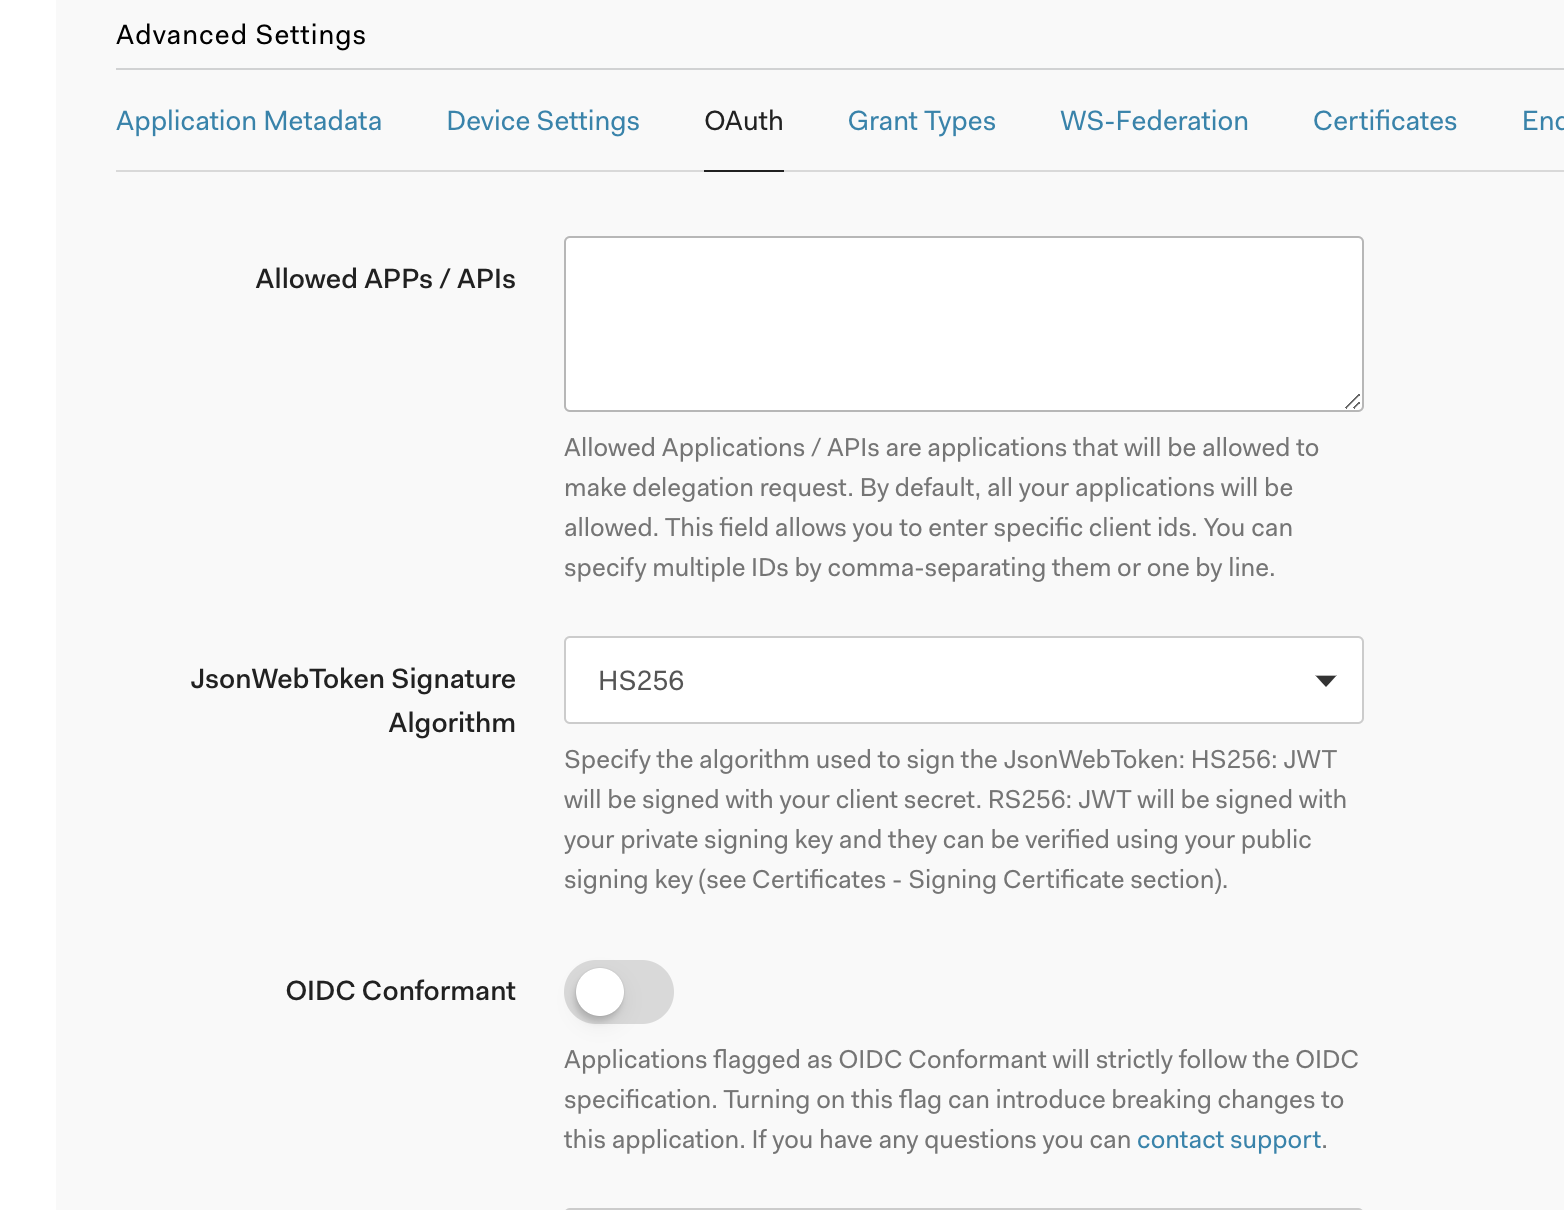 Advanced Settings
Application Metadata Device Settings OAuth Grant Types WS-Federation Certificates
Allowed APPs / APIs
Allowed Applications / APIs are applications that will be allowed to
make delegation request. By default, all your applications will be
allowed. This field allows you to enter specific client ids. You can
specify multiple IDs by comma-separating them or one by line.
JsonWebToken Signature
Algorithm
HS256
Specify the algorithm used to sign the JsonWebToken: HS256: JWT
will be signed with your client secret. RS256: JWT will be signed with
your private signing key and they can be verified using your public
signing key (see Certificates - Signing Certificate section).
OIDC Conformant
Applications flagged as OIDC Conformant will strictly follow the OIDC
specification. Turning on this flag can introduce breaking changes to
this application. If you have any questions you can contact support.